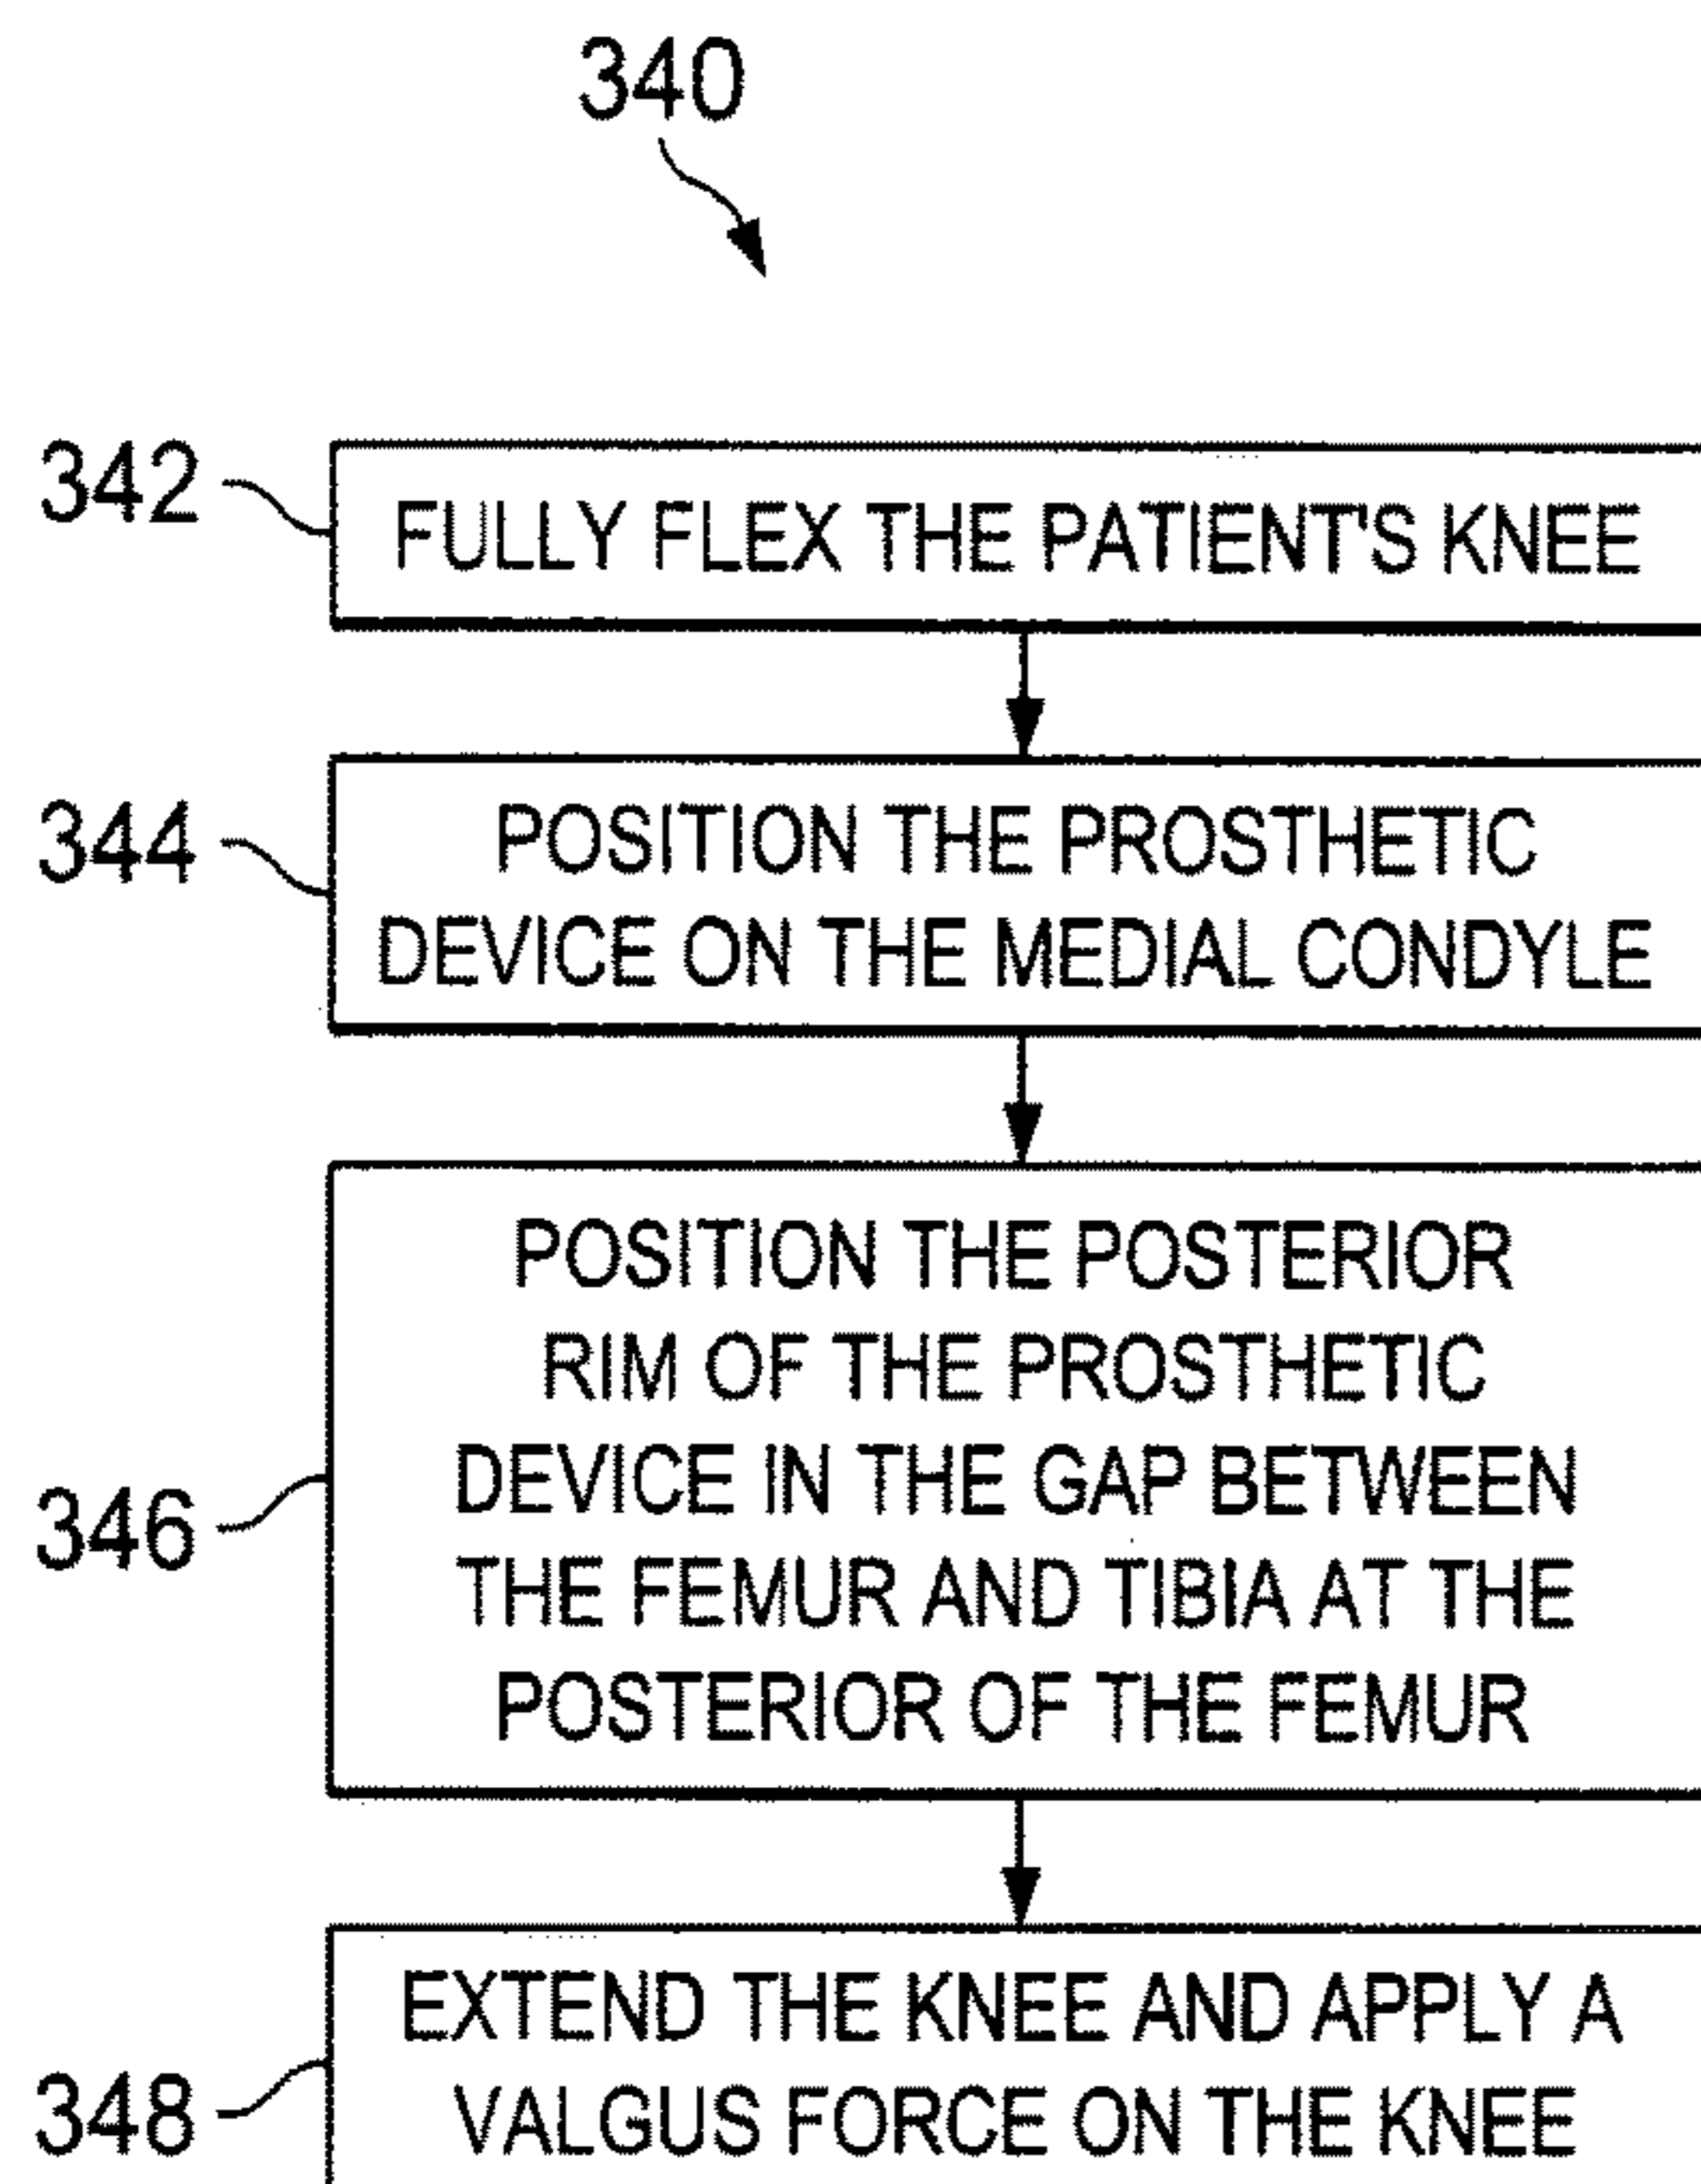 340
342
FULLY FLEX THE PATIENT'S KNEE
344
POSITION THE PROSTHETIC
DEVICE ON THE MEDIAL CONDYLE
346
POSITION THE POSTERIOR
RIM OF THE PROSTHETIC
DEVICE IN THE GAP BETWEEN
THE FEMUR AND TIBIA AT THE
POSTERIOR OF THE FEMUR
348
EXTEND THE KNEE AND APPLY A
VALGUS FORCE ON THE KNEE